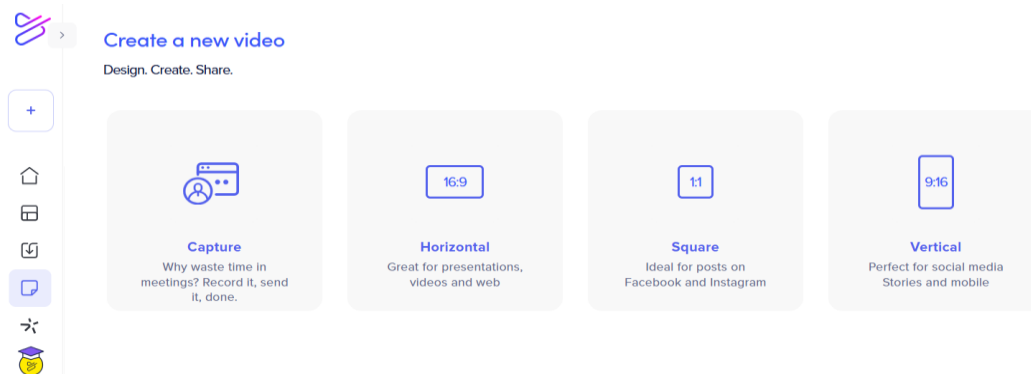 Create a new video
Design. Create. Share.
16:9
1:1
9:16
Capture
Why waste time in
meetings? Record it, send
it, done.
Horizontal
Great for presentations,
videos and web
Square
Ideal for posts on
Facebook and Instagram
Vertical
Perfect for social media
Stories and mobile